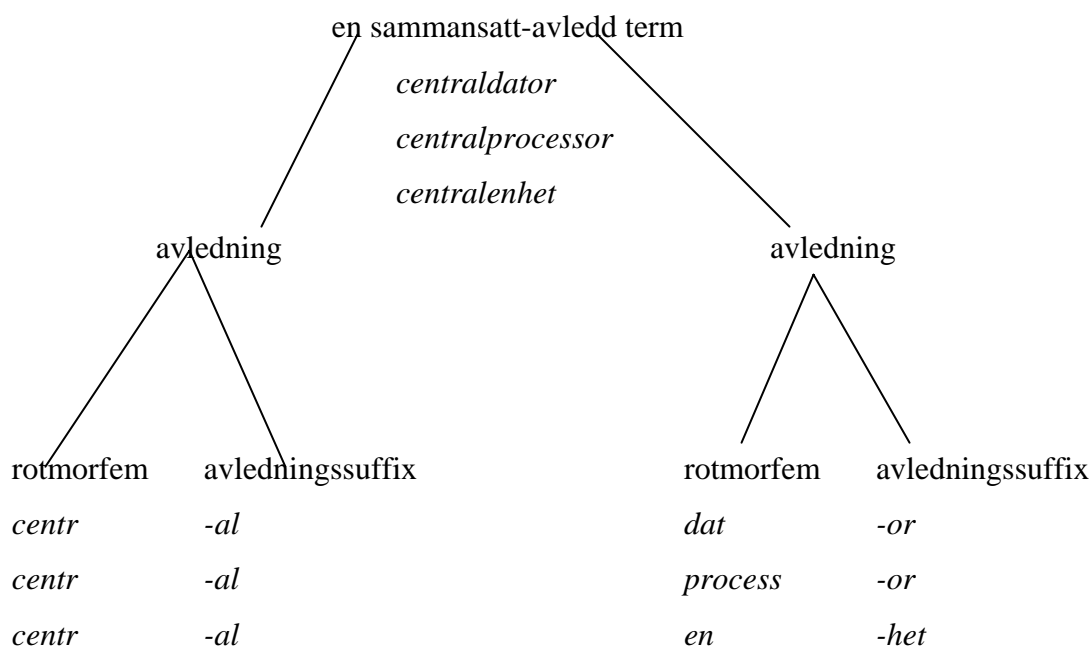 en sammansatt-avledd term
centraldator
centralprocessor
centralenhet
avledning avledning
rotmorfem avledningssuffix rotmorfem avledningssuffix
centr -al dat -or
centr -al process -or
centr -al en -het